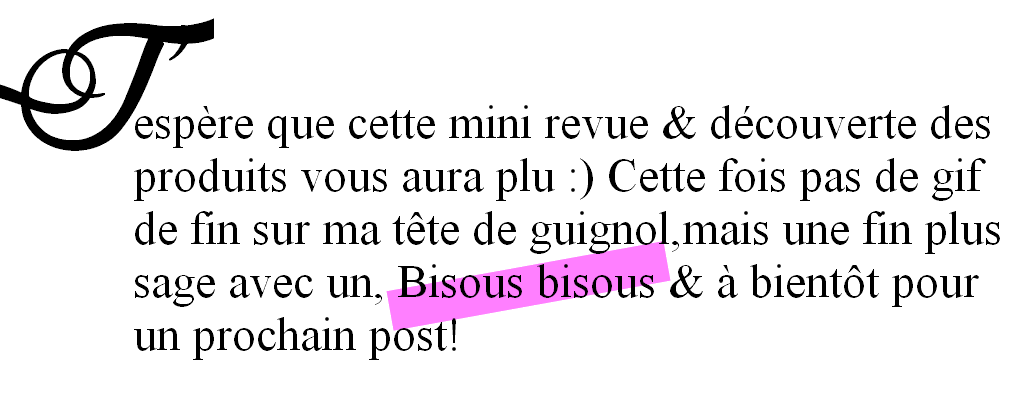 J'espère que cette mini revue & découverte des
produits vous aura plu :) Cette fois pas de gif
de fin sur ma tête de guignol,mais une fin plus
sage avec un, Bisous bisous & à bientôt pour
un prochain post!